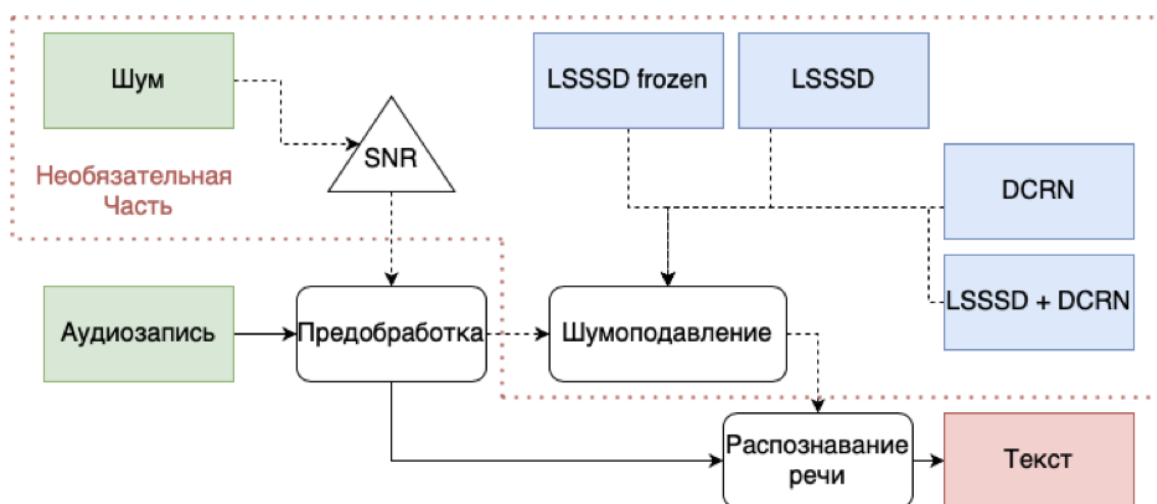 Шум
LSSSD frozen
LSSSD
SNR
Необязательная
Часть
DCRN
LSSSD + DCRN
Аудиозапись
Предобработка
Шумоподавление
Распознавание
речи
Текст